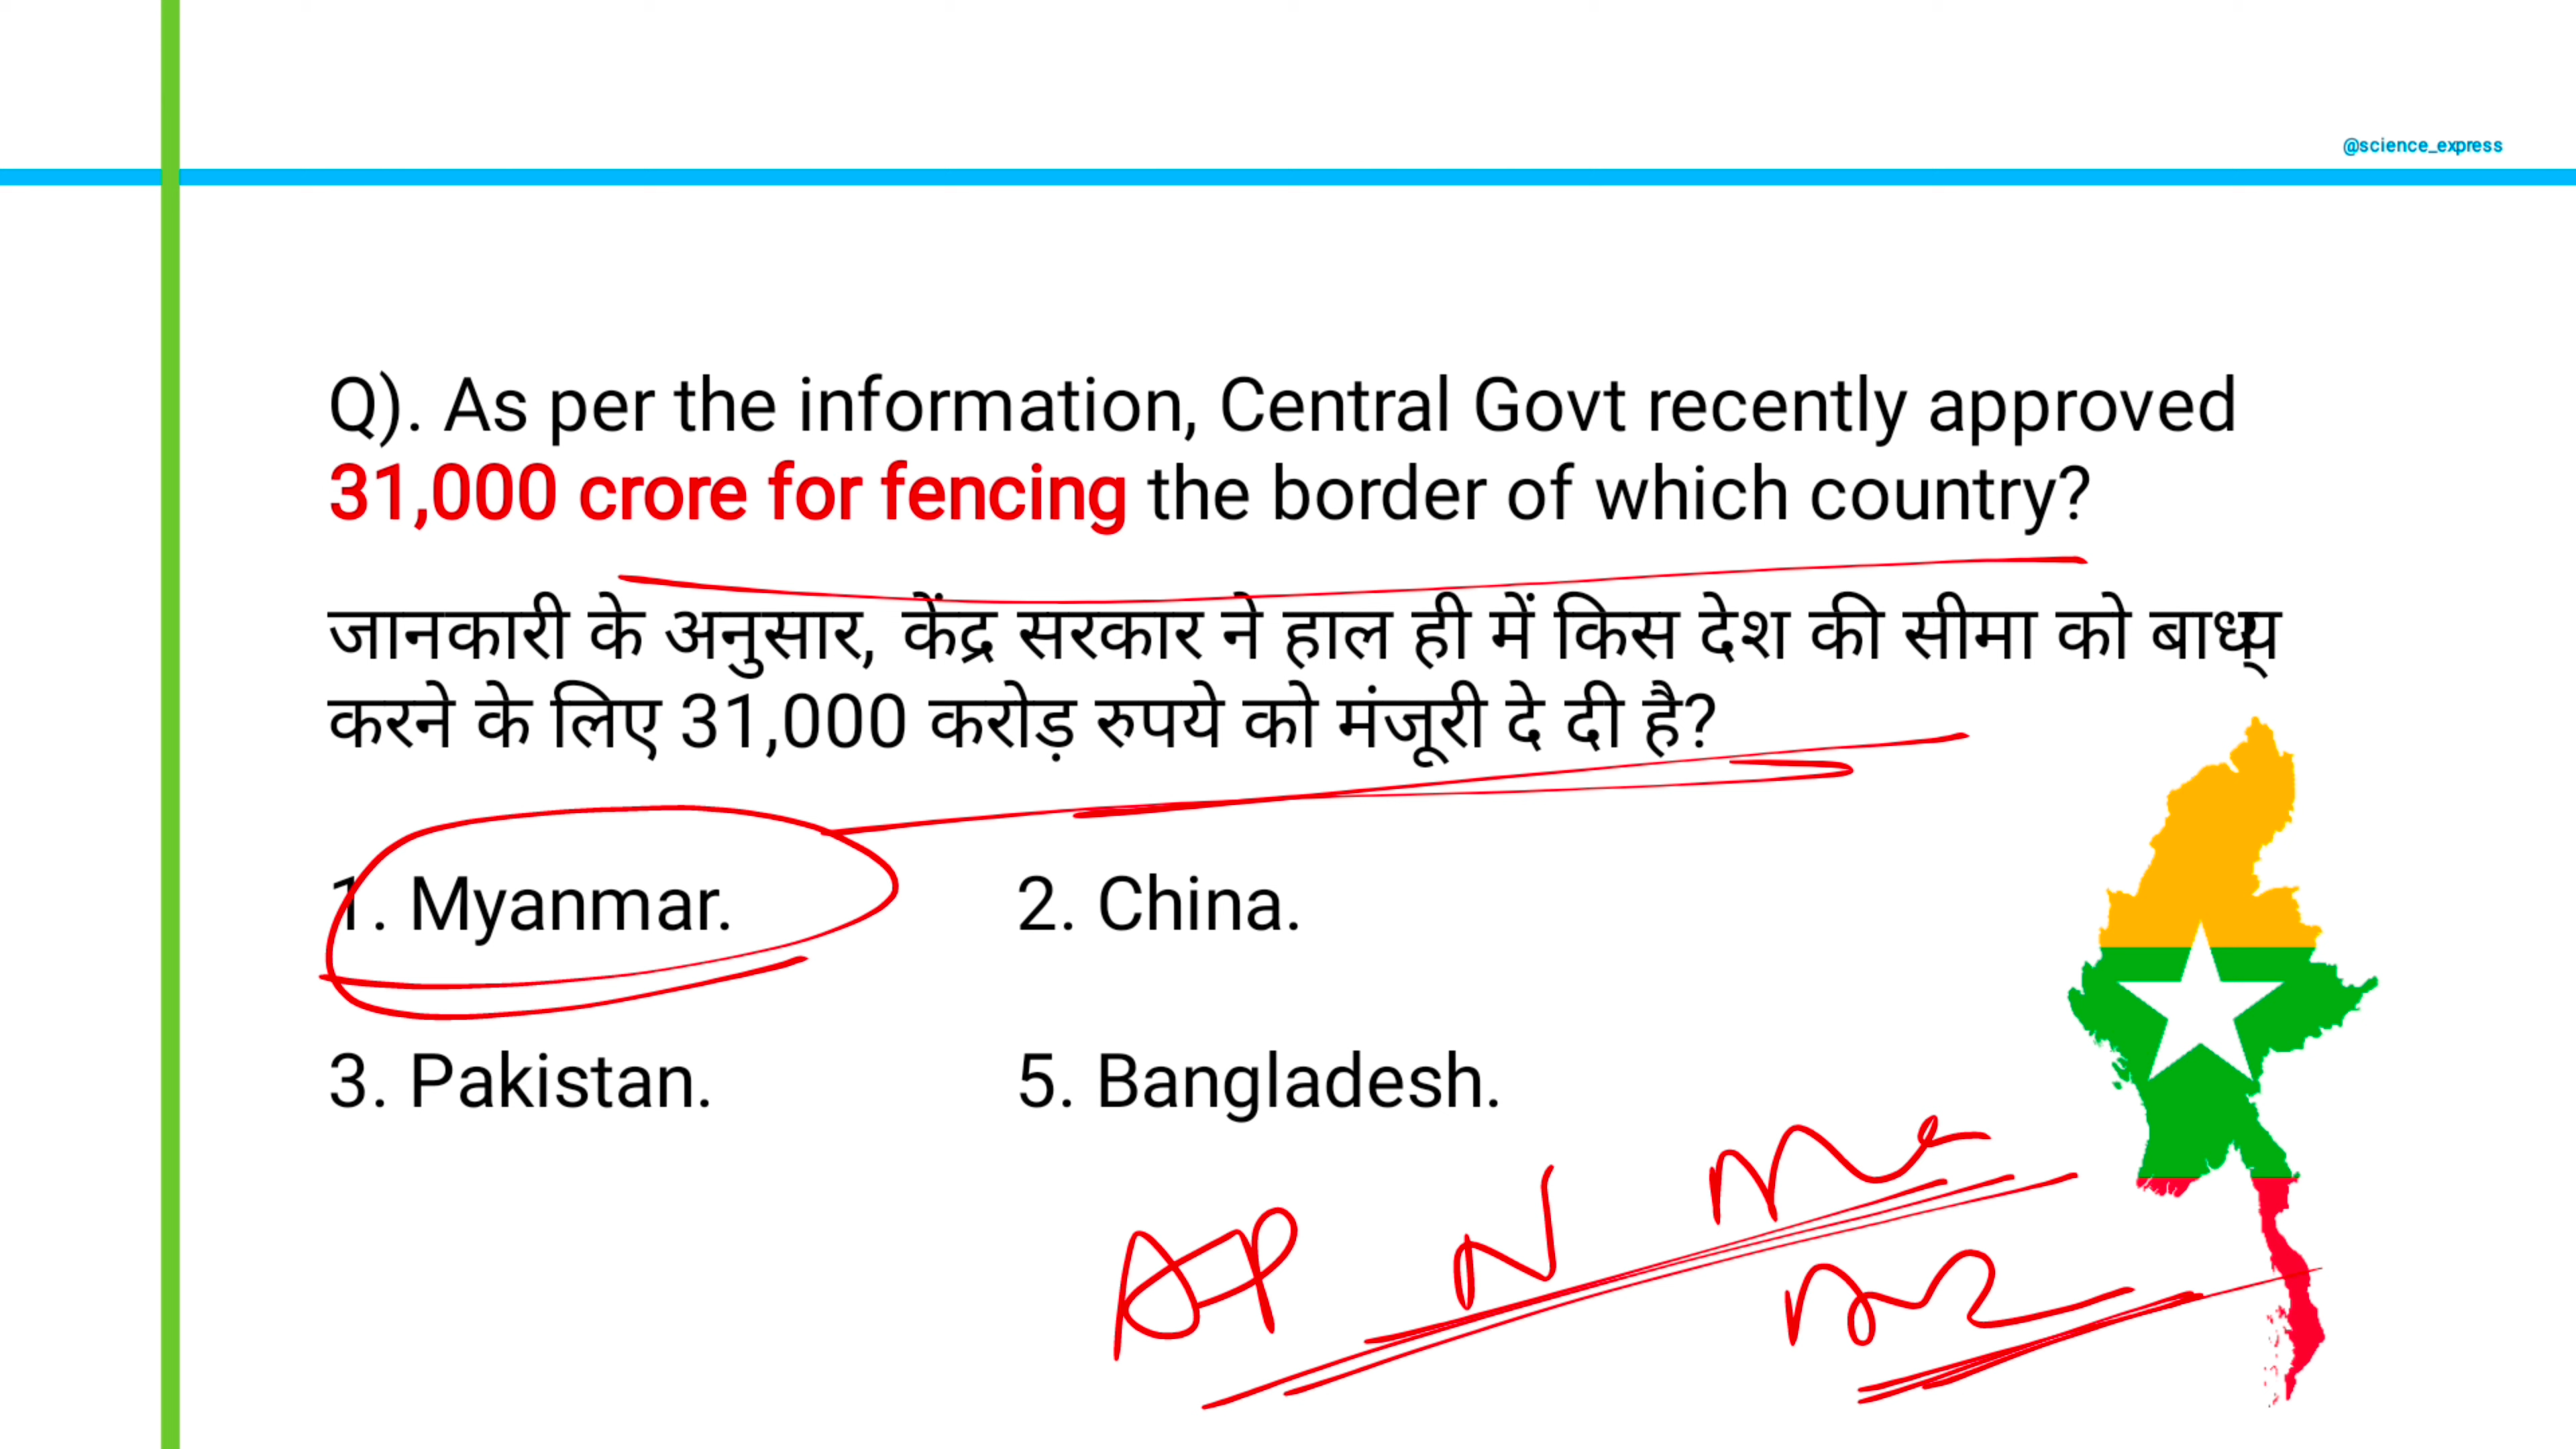 @science_express
Q). As per the information, Central Govt recently approved
31,000 crore for fencing the border of which country?
जानकारी के अनुसार, केंद्र सरकार ने हाल ही में किस देश की सीमा को बाध्य्
करने के लिए 31,000 करोड़ रुपये को मंजूरी दे दी है?
1. Myanmar. 2. China.
3. Pakistan. 5. Bangladesh.
AP N